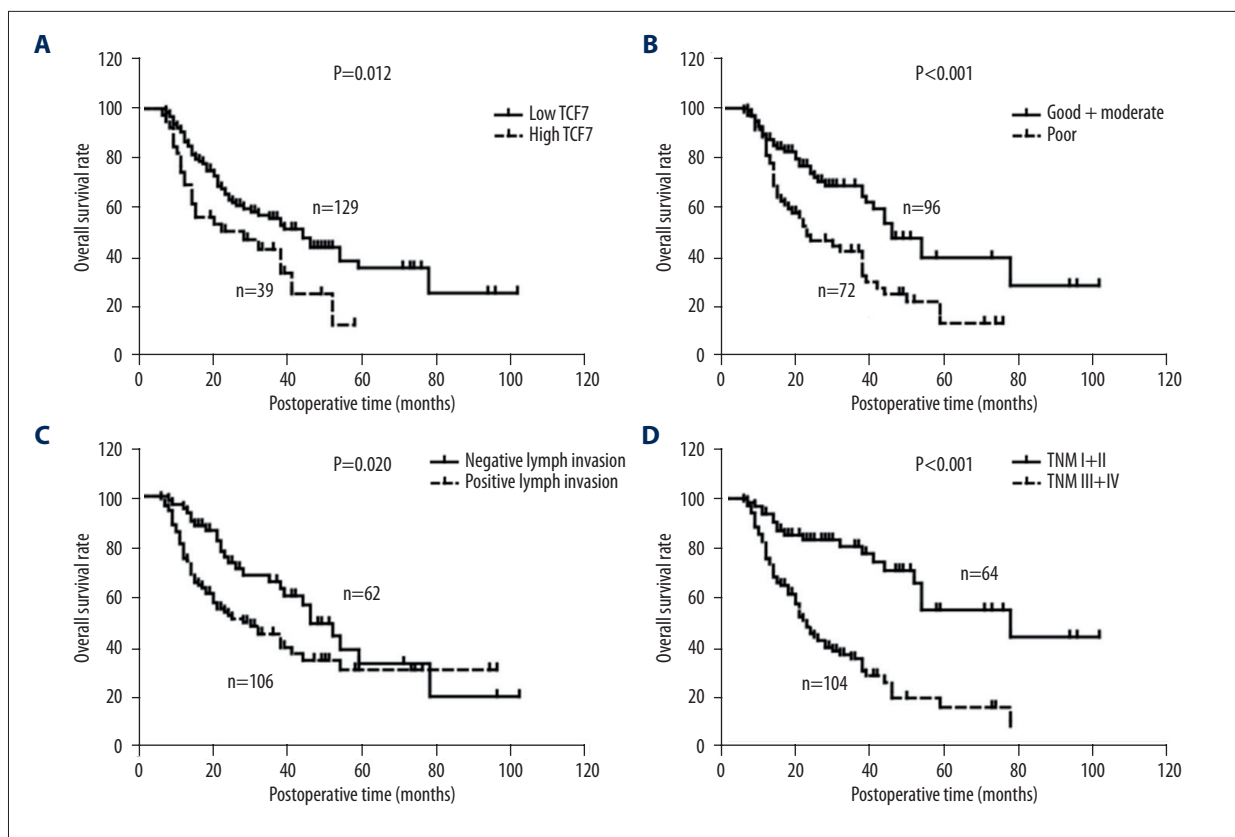 A
P=0.012
Low TCF7
High TCF7
n=129
n=39
Overall survival rate
120
100
80
60
40
20
0
0 20 40 60 80 100 120
Postoperative time (months)
B
P<0.001
Good + moderate
Poor
n=96
n=72
Overall survival rate
120
100
80
60
40
20
0
0 20 40 60 80 100 120
Postoperative time (months)
C
P=0.020
Negative lymph invasion
Positive lymph invasion
n=62
n=106
Overall survival rate
120
100
80
60
40
20
0
0 20 40 60 80 100 120
Postoperative time (months)
D
P<0.001
TNM I+II
TNM III+IV
n=64
n=104
Overall survival rate
120
100
80
60
40
20
0
0 20 40 60 80 100 120
Postoperative time (months)